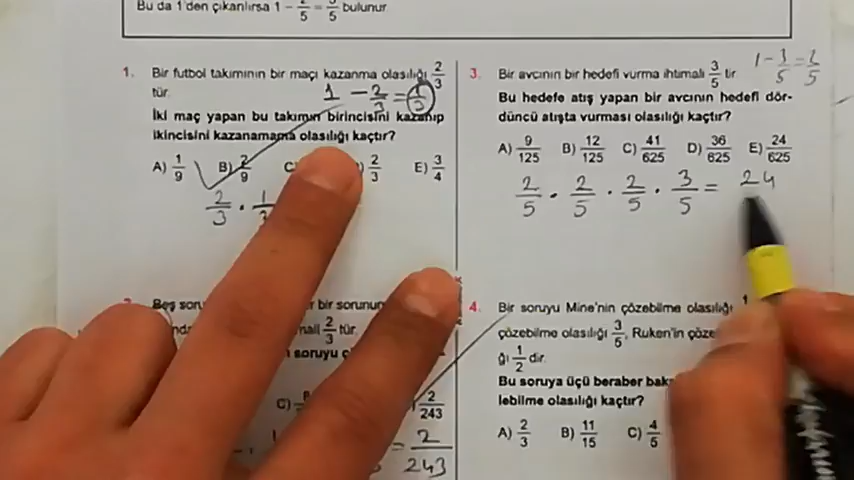 Bu da 1'den çıkarılırsa 1 - 2/5 = 3/5 bulunur
1. Bir futbol takımının bir maçı kazanma olasılığı 2/3
tür.
1 - 2/3 = 1/3
İki maç yapan bu takımın birincisini kazanıp
ikincisini kazanamama olasılığı kaçtır?
A) 1/9 B) 2/9 C) 2/3 E) 3/4
2/3 . 1/3
Beş soru bir sorunun
2/3 tür.
soruyu
C) 2/243
= 2/243
3. Bir avcının bir hedefi vurma ihtimali 3/5 tir.
1 - 3/5 = 2/5
Bu hedefe atış yapan bir avcının hedefi dör-
düncü atışta vurması olasılığı kaçtır?
A) 9/125 B) 12/125 C) 41/625 D) 36/625 E) 24/625
2/5 . 2/5 . 2/5 . 3/5 = 24
4. Bir soruyu Mine'nin çözebilme olasılığı
çözebilme olasılığı 3/5, Ruken'in çöze
ğı 1/2 dir.
Bu soruya üçü beraber
lebilme olasılığı kaçtır?
A) 2/3 B) 11/15 C) 4/5